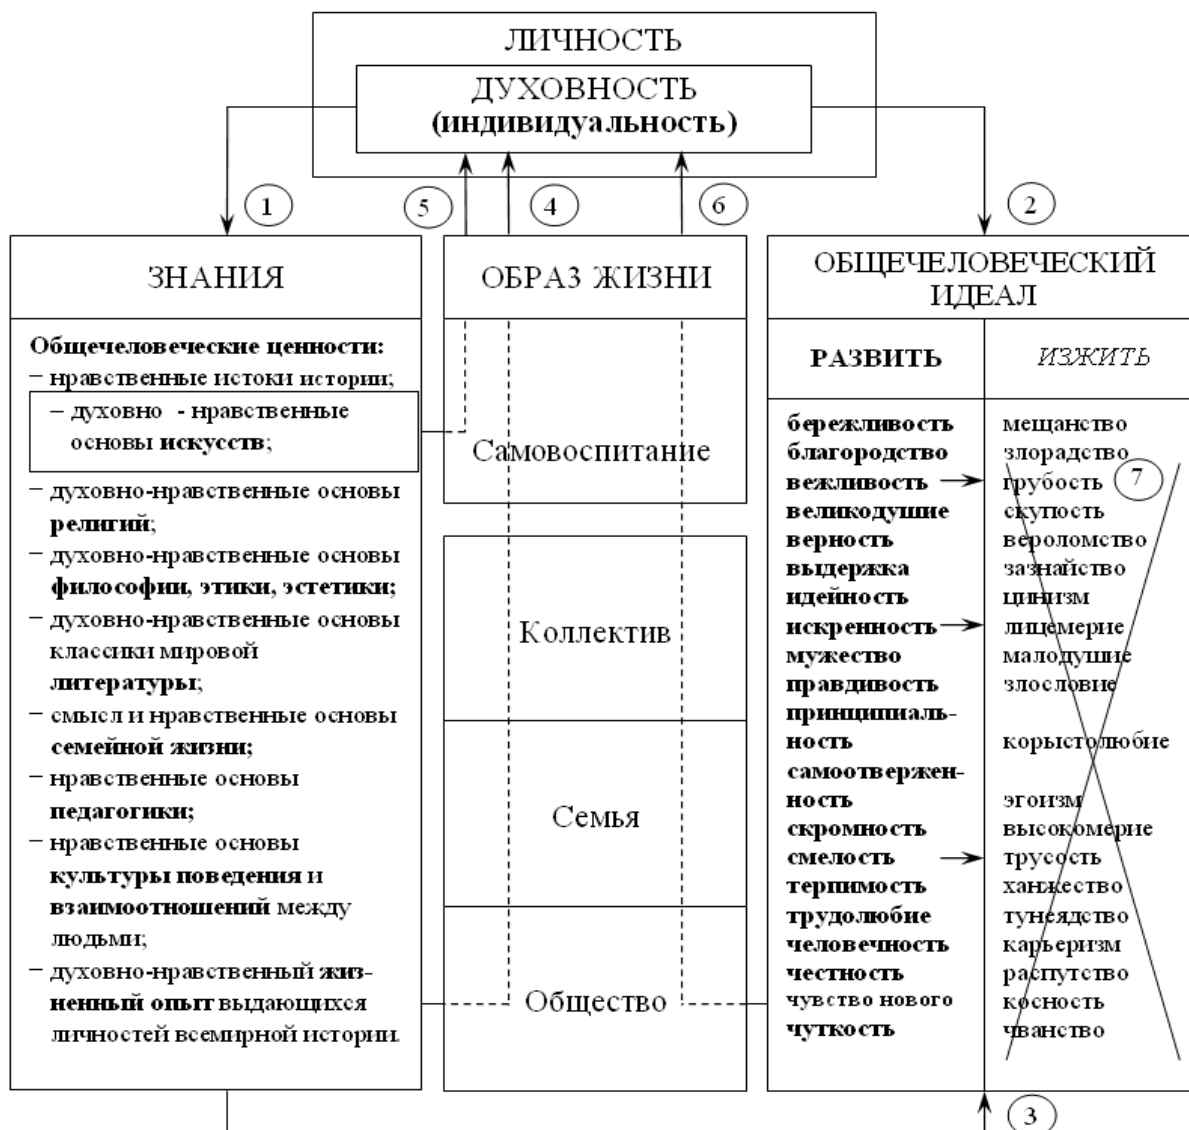 ЛИЧНОСТЬ
ДУХОВНОСТЬ
(индивидуальность)
1
5
4
6
2
ЗНАНИЯ
Общечеловеческие ценности:
– нравственные истоки истории;
– духовно - нравственные
основы искусств;
– духовно-нравственные основы
религий;
– духовно-нравственные основы
философии, этики, эстетики;
– духовно-нравственные основы
классики мировой
литературы;
– смысл и нравственные основы
семейной жизни;
– нравственные основы
педагогики;
– нравственные основы
культуры поведения и
взаимоотношений между
людьми;
– духовно-нравственный жиз-
ненный опыт выдающихся
личностей всемирной истории.
ОБРАЗ ЖИЗНИ
Самовоспитание
Коллектив
Семья
Общество
ОБЩЕЧЕЛОВЕЧЕСКИЙ
ИДЕАЛ
РАЗВИТЬ
бережливость
благородство
вежливость
великодушие
верность
выдержка
идейность
искренность
мужество
правдивость
принципиаль-
ность
самоотвержен-
ность
скромность
смелость
терпимость
трудолюбие
человечность
честность
чувство нового
чуткость
ИЗЖИТЬ
мещанство
злорадство
грубость
7
скупость
вероломство
зазнайство
цинизм
лицемерие
малодушие
злословие
корыстолюбие
эгоизм
высокомерие
трусость
ханжество
тунеядство
карьеризм
распутство
косность
чванство
3